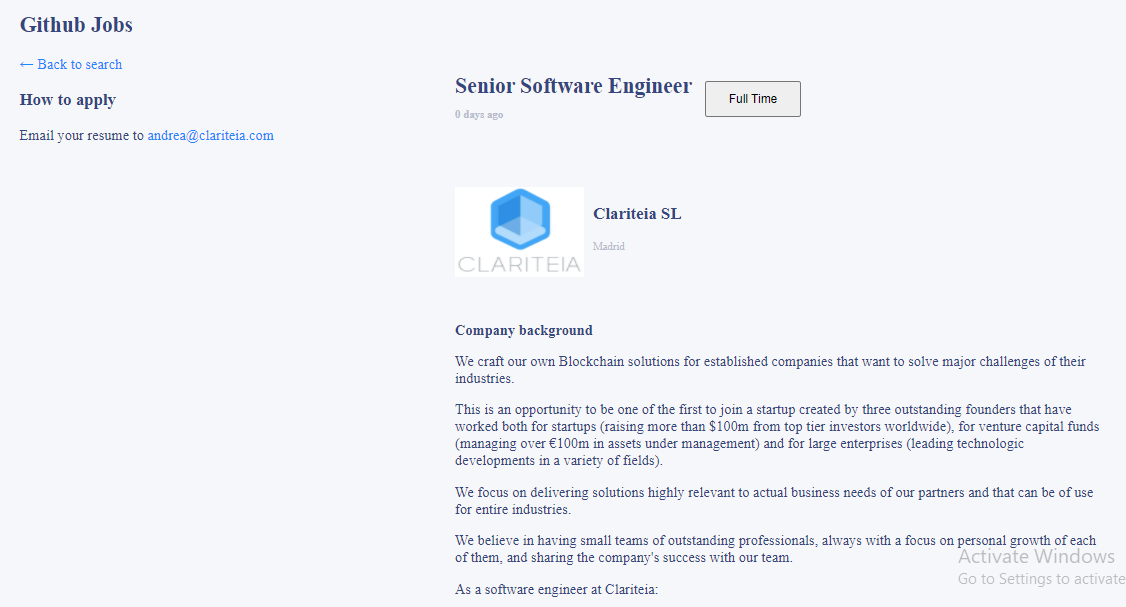 Github Jobs
← Back to search
How to apply
Email your resume to andrea@clariteia.com
Senior Software Engineer
Full Time
0 days ago
CLARITEIA
Clariteia SL
Madrid
Company background
We craft our own Blockchain solutions for established companies that want to solve major challenges of their
industries.
This is an opportunity to be one of the first to join a startup created by three outstanding founders that have
worked both for startups (raising more than $100m from top tier investors worldwide), for venture capital funds
(managing over €100m in assets under management) and for large enterprises (leading technologic
developments in a variety of fields).
We focus on delivering solutions highly relevant to actual business needs of our partners and that can be of use
for entire industries.
We believe in having small teams of outstanding professionals, always with a focus on personal growth of each
of them, and sharing the company's success with our team.
As a software engineer at Clariteia:
Activate Windows
Go to Settings to activate